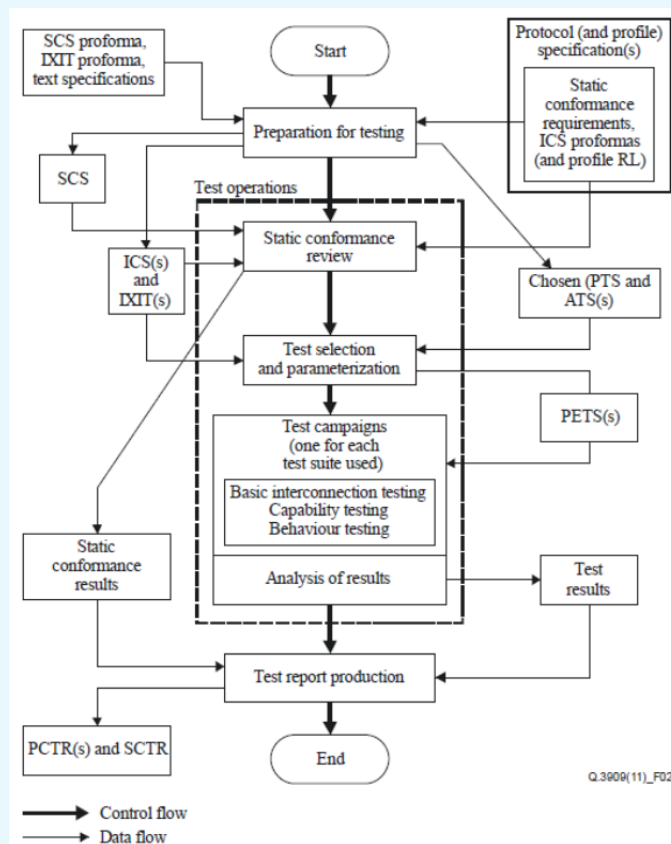 SCS proforma,
IXIT proforma,
text specifications
Start
Protocol (and profile)
specification(s)
Static
conformance
requirements,
ICS proformas
(and profile RL)
Preparation for testing
SCS
Test operations
Static conformance
review
ICS(s)
and
IXIT(s)
Chosen (PTS and
ATS(s)
Test selection
and parameterization
PETS(s)
Test campaigns
(one for each
test suite used)
Basic interconnection testing
Capability testing
Behaviour testing
Static
conformance
results
Analysis of results
Test
results
Test report production
PCTR(s) and SCTR
End
Q.3909(11)_F02
Control flow
Data flow